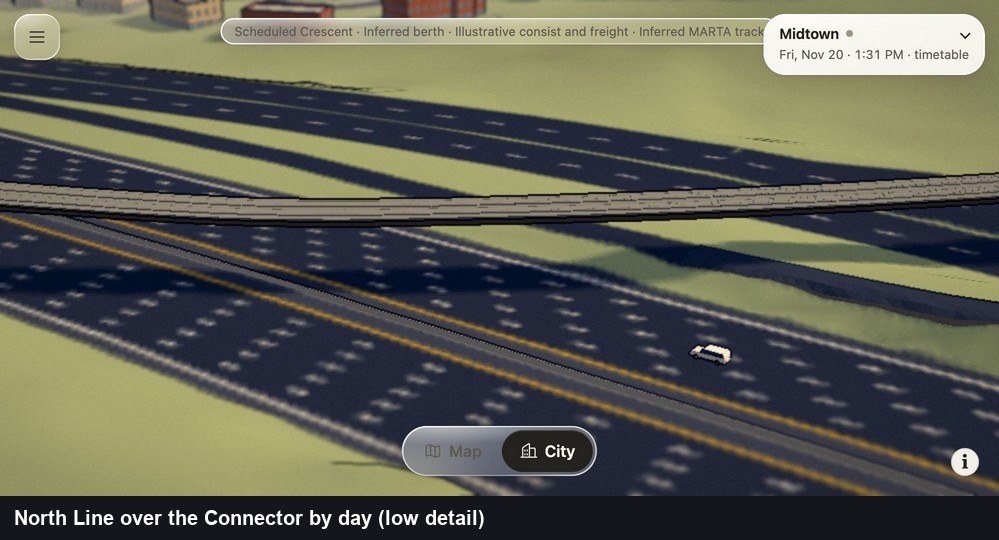 Scheduled Crescent · Inferred berth · Illustrative consist and freight · Inferred MARTA track
Midtown
Fri, Nov 20 · 1:31 PM · timetable
Map
City
i
North Line over the Connector by day (low detail)